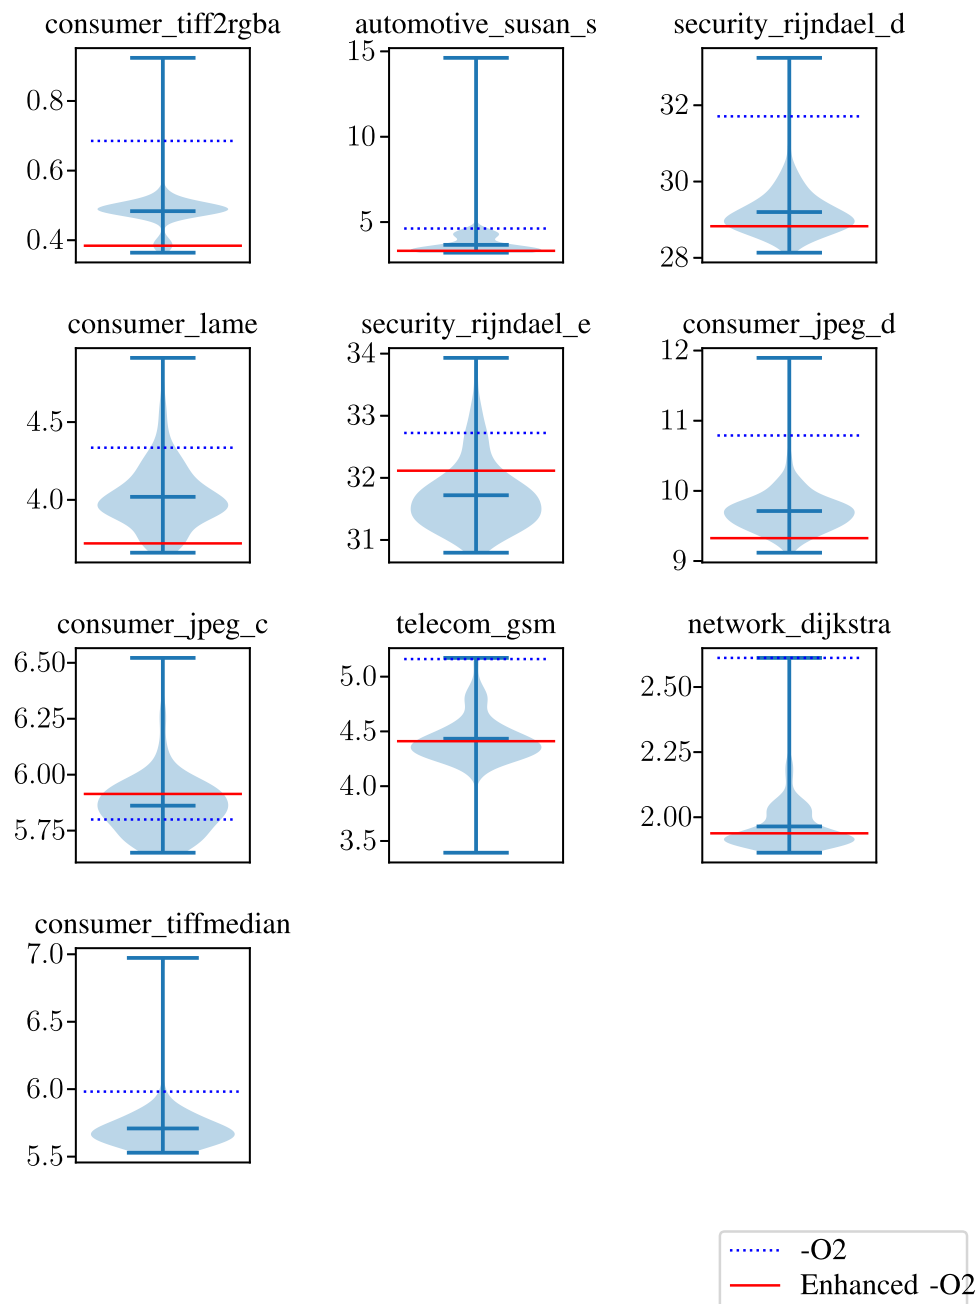 consumer_tiff2rgba
automotive_susan_s
security_rijndael_d
0.8
0.6
0.4
15
10
5
32
30
28
consumer_lame
security_rijndael_e
consumer_jpeg_d
4.5
4.0
34
33
32
31
12
11
10
9
consumer_jpeg_c
telecom_gsm
network_dijkstra
6.50
6.25
6.00
5.75
5.0
4.5
4.0
3.5
2.50
2.25
2.00
consumer_tiffmedian
7.0
6.5
6.0
5.5
-O2
Enhanced -O2